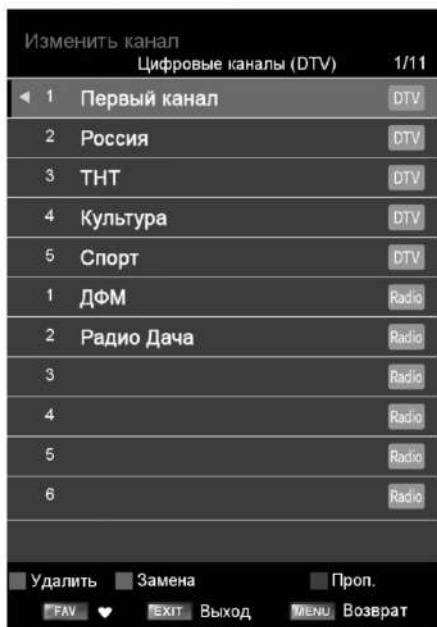 Изменить канал
Цифровые каналы (DTV) 1/11
1 Первый канал DTV
2 Россия DTV
3 ТНТ DTV
4 Культура DTV
5 Спорт DTV
1 ДФМ Radio
2 Радио Дача Radio
3 Radio
4 Radio
5 Radio
6 Radio
Удалить Замена Проп.
FAV EXIT Выход MENU Возврат